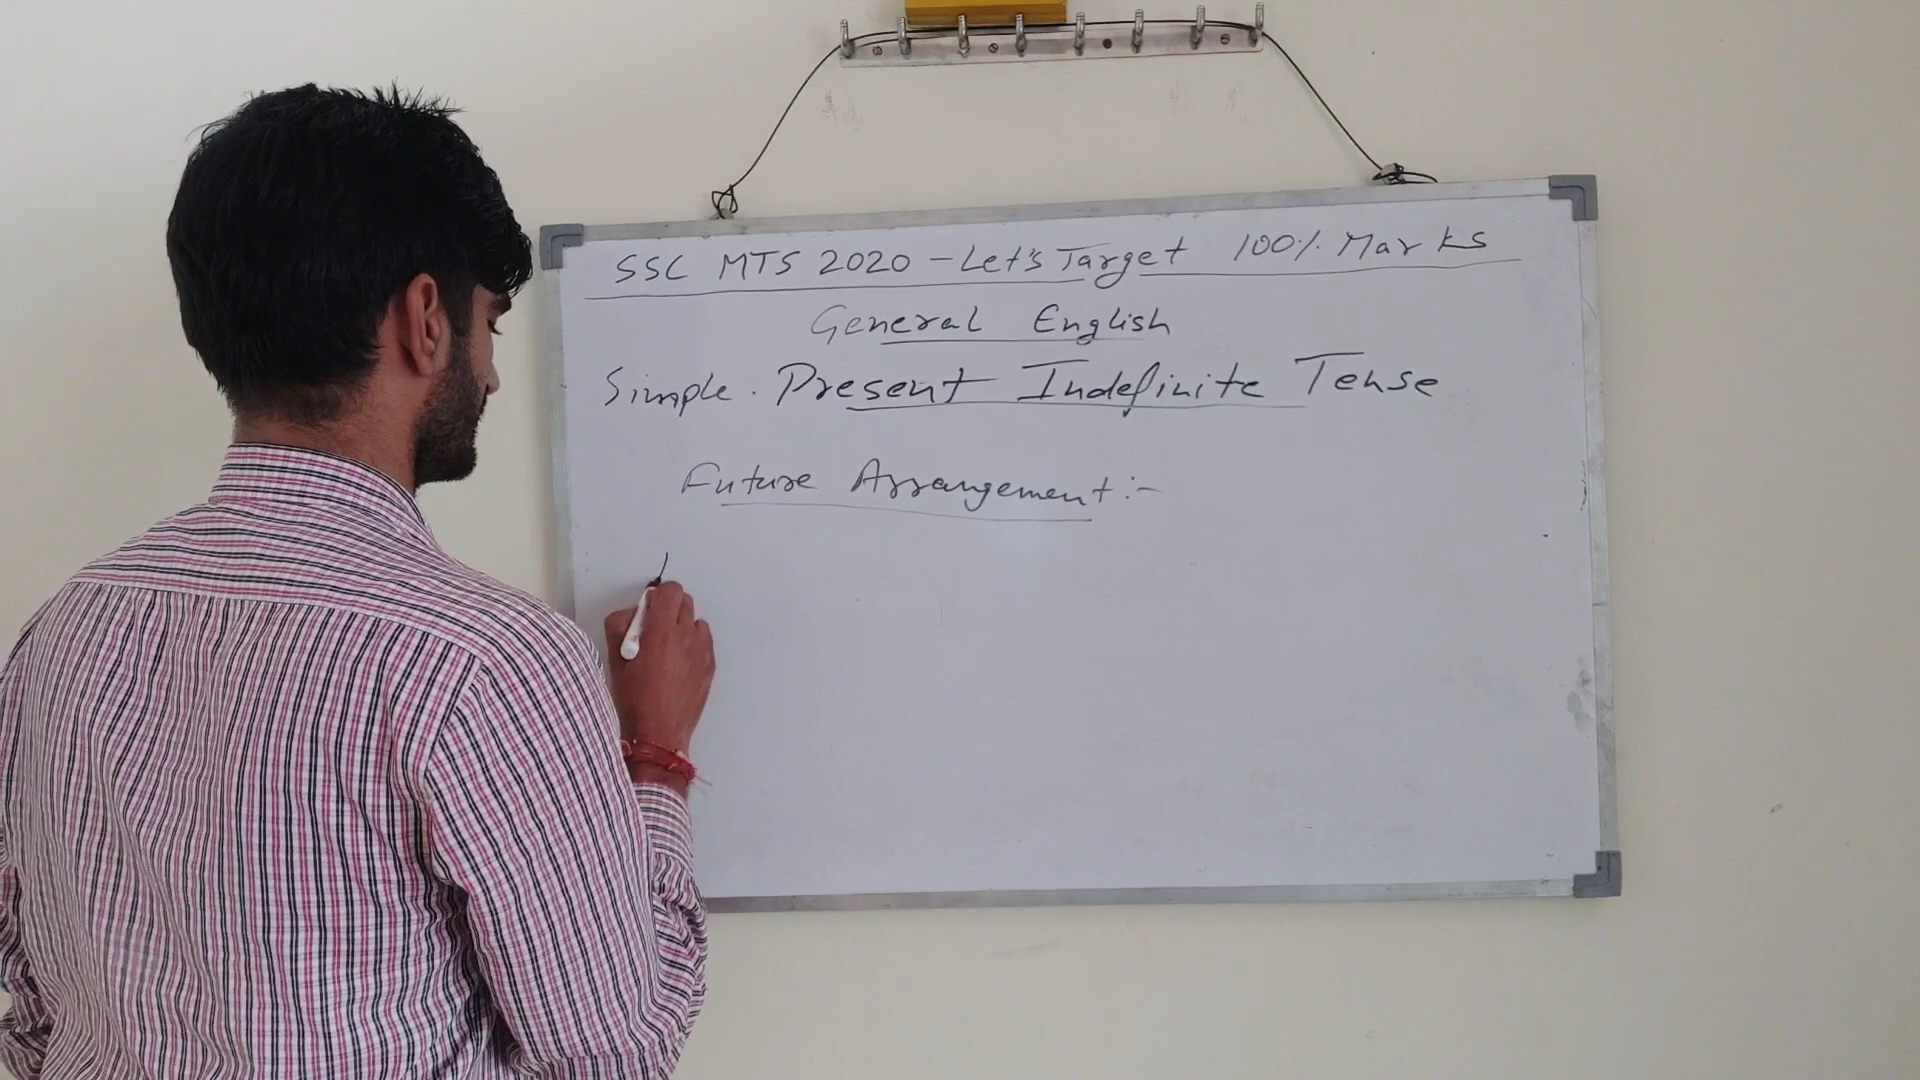 SSC MTS 2020 - Let's Target 100% Marks
General English
Simple. Present Indefinite Tense
Future Arrangement:-